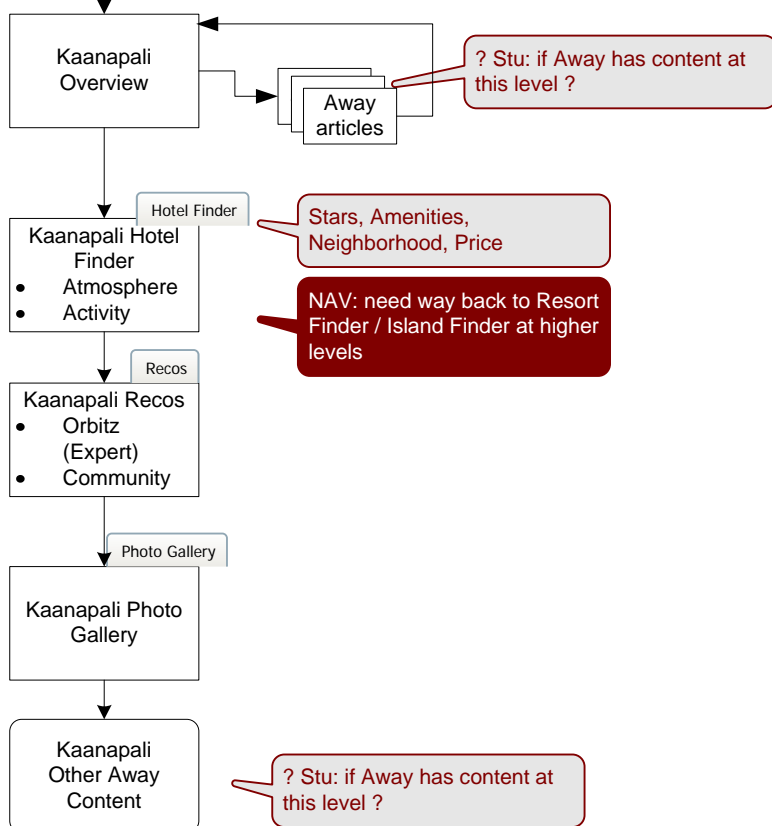 Kaanapali
Overview
Away
articles
? Stu: if Away has content at
this level ?
Hotel Finder
Kaanapali Hotel
Finder
• Atmosphere
• Activity
Stars, Amenities,
Neighborhood, Price
NAV: need way back to Resort
Finder / Island Finder at higher
levels
Recos
Kaanapali Recos
• Orbitz
(Expert)
• Community
Photo Gallery
Kaanapali Photo
Gallery
Kaanapali
Other Away
Content
? Stu: if Away has content at
this level ?